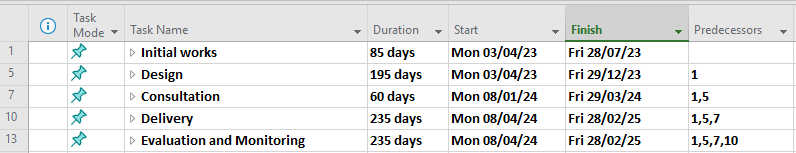 Task Mode Task Name Duration Start Finish Predecessors
1 Initial works 85 days Mon 03/04/23 Fri 28/07/23
5 Design 195 days Mon 03/04/23 Fri 29/12/23 1
7 Consultation 60 days Mon 08/01/24 Fri 29/03/24 1,5
10 Delivery 235 days Mon 08/04/24 Fri 28/02/25 1,5,7
13 Evaluation and Monitoring 235 days Mon 08/04/24 Fri 28/02/25 1,5,7,10